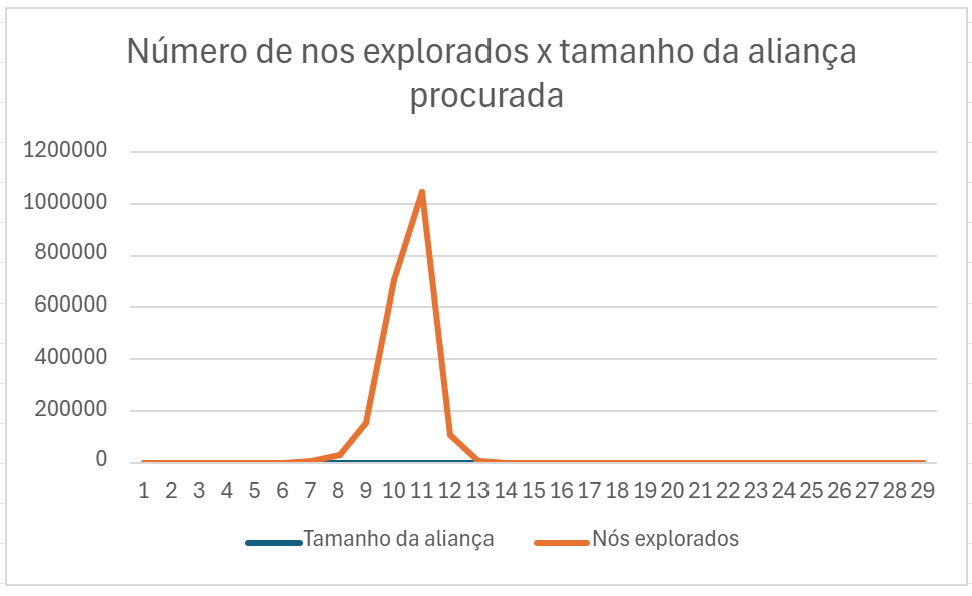 Número de nos explorados x tamanho da aliança
procurada
1200000
1000000
800000
600000
400000
200000
0
1 2 3 4 5 6 7 8 9 10 11 12 13 14 15 16 17 18 19 20 21 22 23 24 25 26 27 28 29
Tamanho da aliança Nós explorados